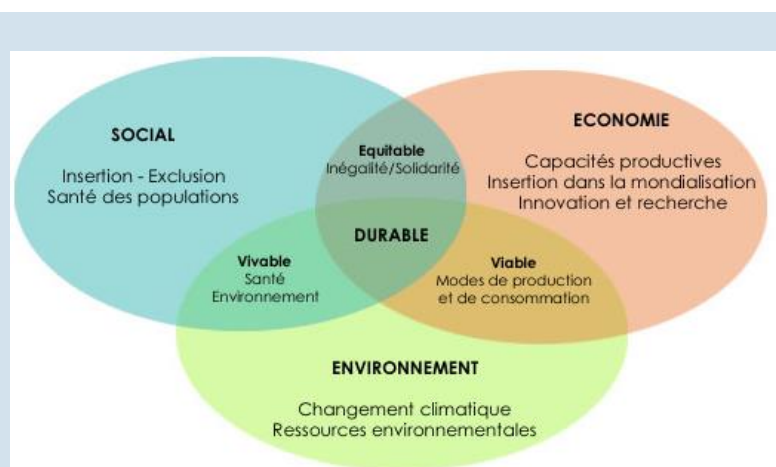 SOCIAL
Insertion - Exclusion
Santé des populations
Equitable
Inégalité/Solidarité
ECONOMIE
Capacités productives
Insertion dans la mondialisation
Innovation et recherche
DURABLE
Vivable
Santé
Environnement
Viable
Modes de production
et de consommation
ENVIRONNEMENT
Changement climatique
Ressources environnementales